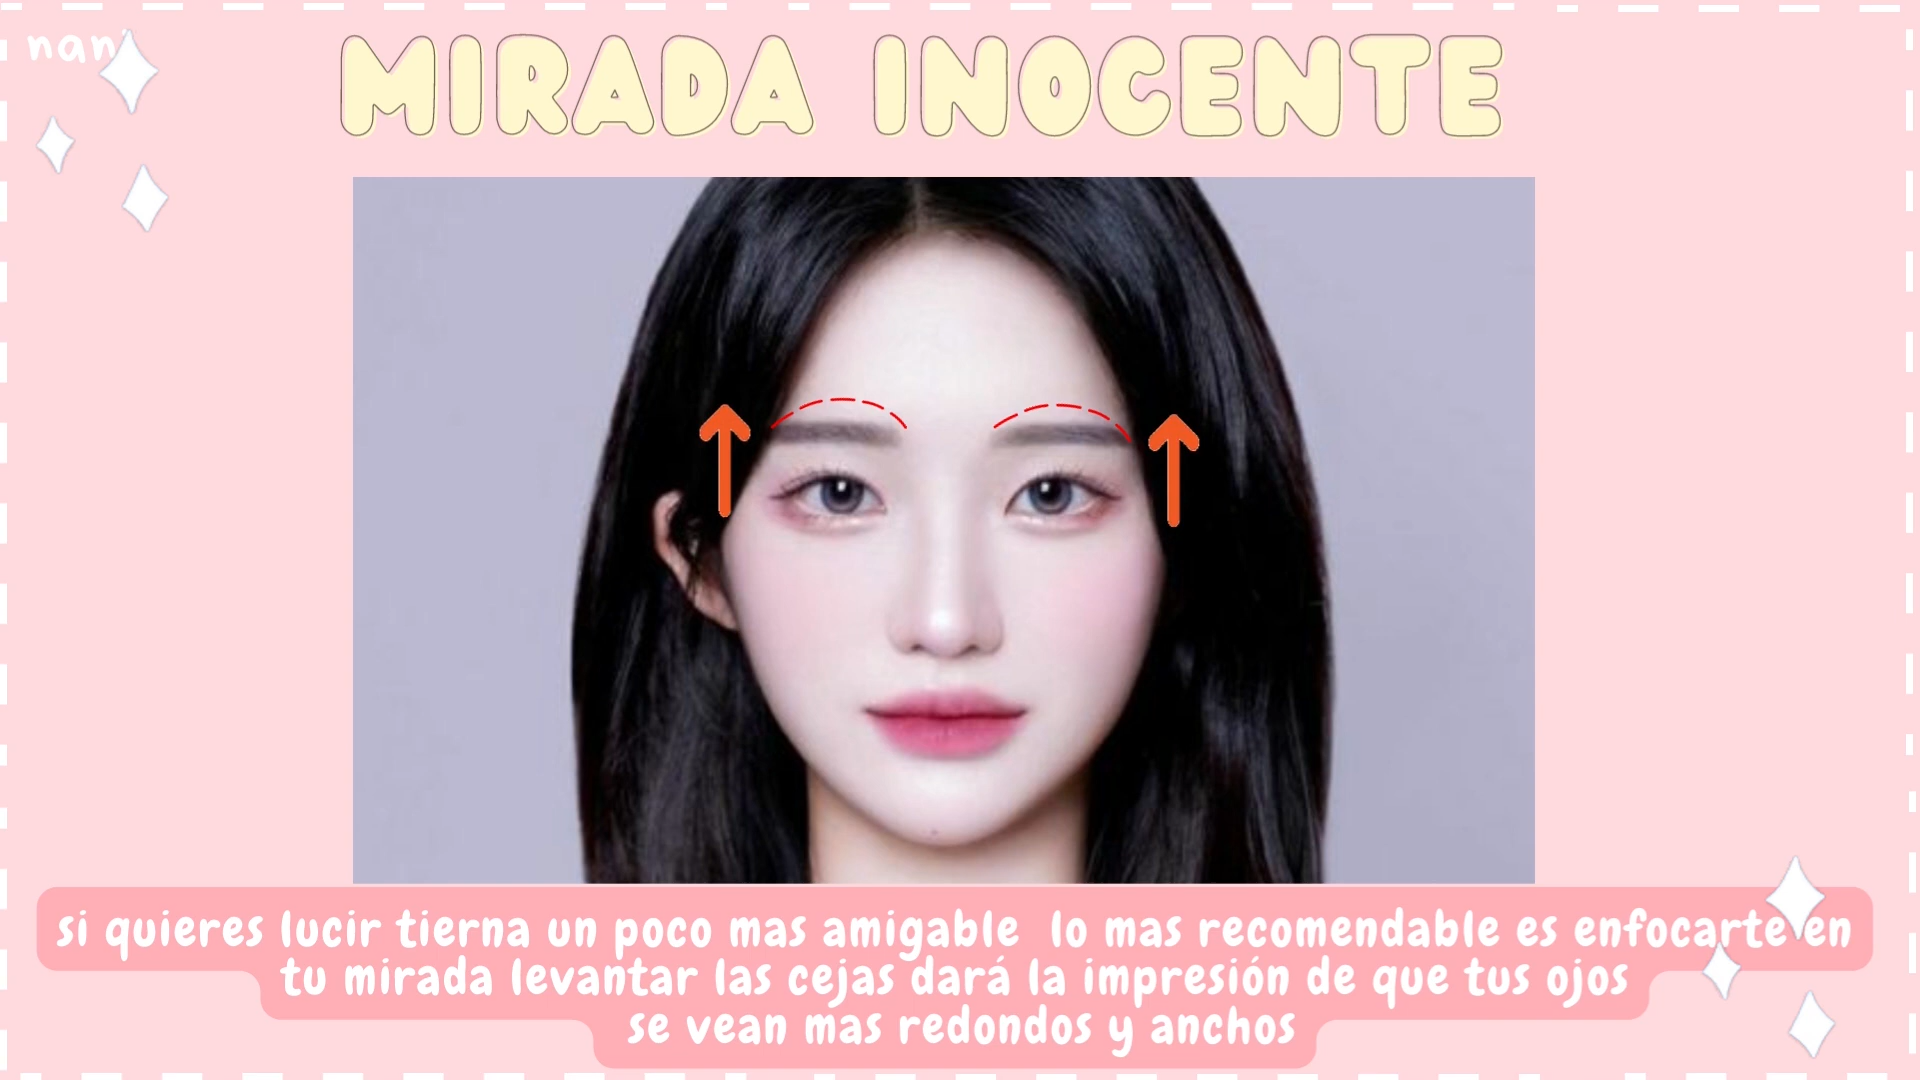 nan
MIRADA INOCENTE
si quieres lucir tierna un poco mas amigable lo mas recomendable es enfocarte en
tu mirada levantar las cejas dará la impresión de que tus ojos
se vean mas redondos y anchos